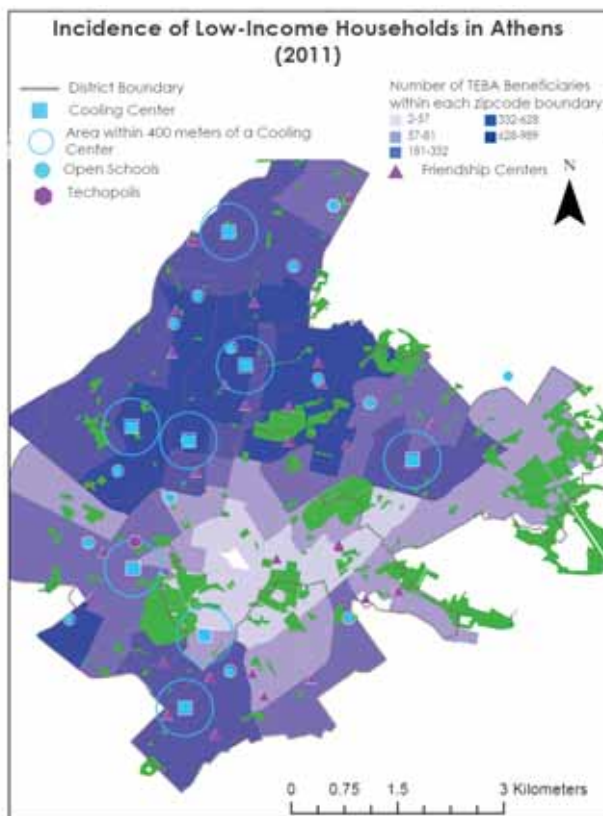 Incidence of Low-Income Households in Athens
(2011)
District Boundary
Cooling Center
Area within 400 meters of a Cooling
Center
Open Schools
Techopolis
Number of TEBA Beneficiaries
within each zipcode boundary
2-57
332-628
57-81
628-989
181-332
Friendship Centers
N
0 0.75 1.5 3 Kilometers